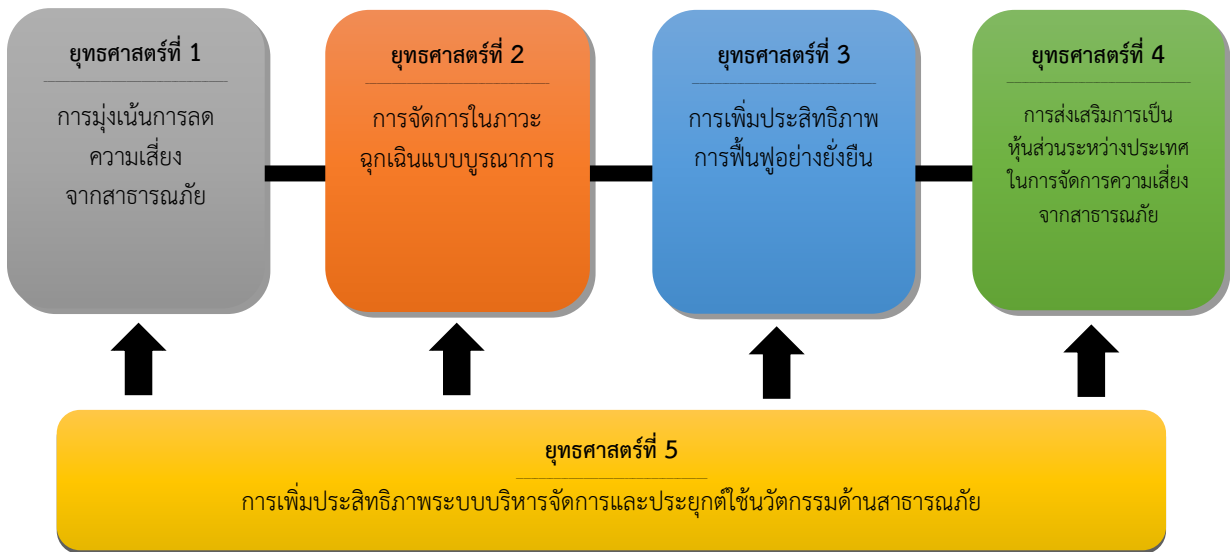 ยุทธศาสตร์ที่ 1
การมุ่งเน้นการลด
ความเสี่ยง
จากสาธารณภัย
ยุทธศาสตร์ที่ 2
การจัดการในภาวะ
ฉุกเฉินแบบบูรณาการ
ยุทธศาสตร์ที่ 3
การเพิ่มประสิทธิภาพ
การฟื้นฟูอย่างยั่งยืน
ยุทธศาสตร์ที่ 4
การส่งเสริมการเป็น
หุ้นส่วนระหว่างประเทศ
ในการจัดการความเสี่ยง
จากสาธารณภัย
ยุทธศาสตร์ที่ 5
การเพิ่มประสิทธิภาพระบบบริหารจัดการและประยุกต์ใช้นวัตกรรมด้านสาธารณภัย